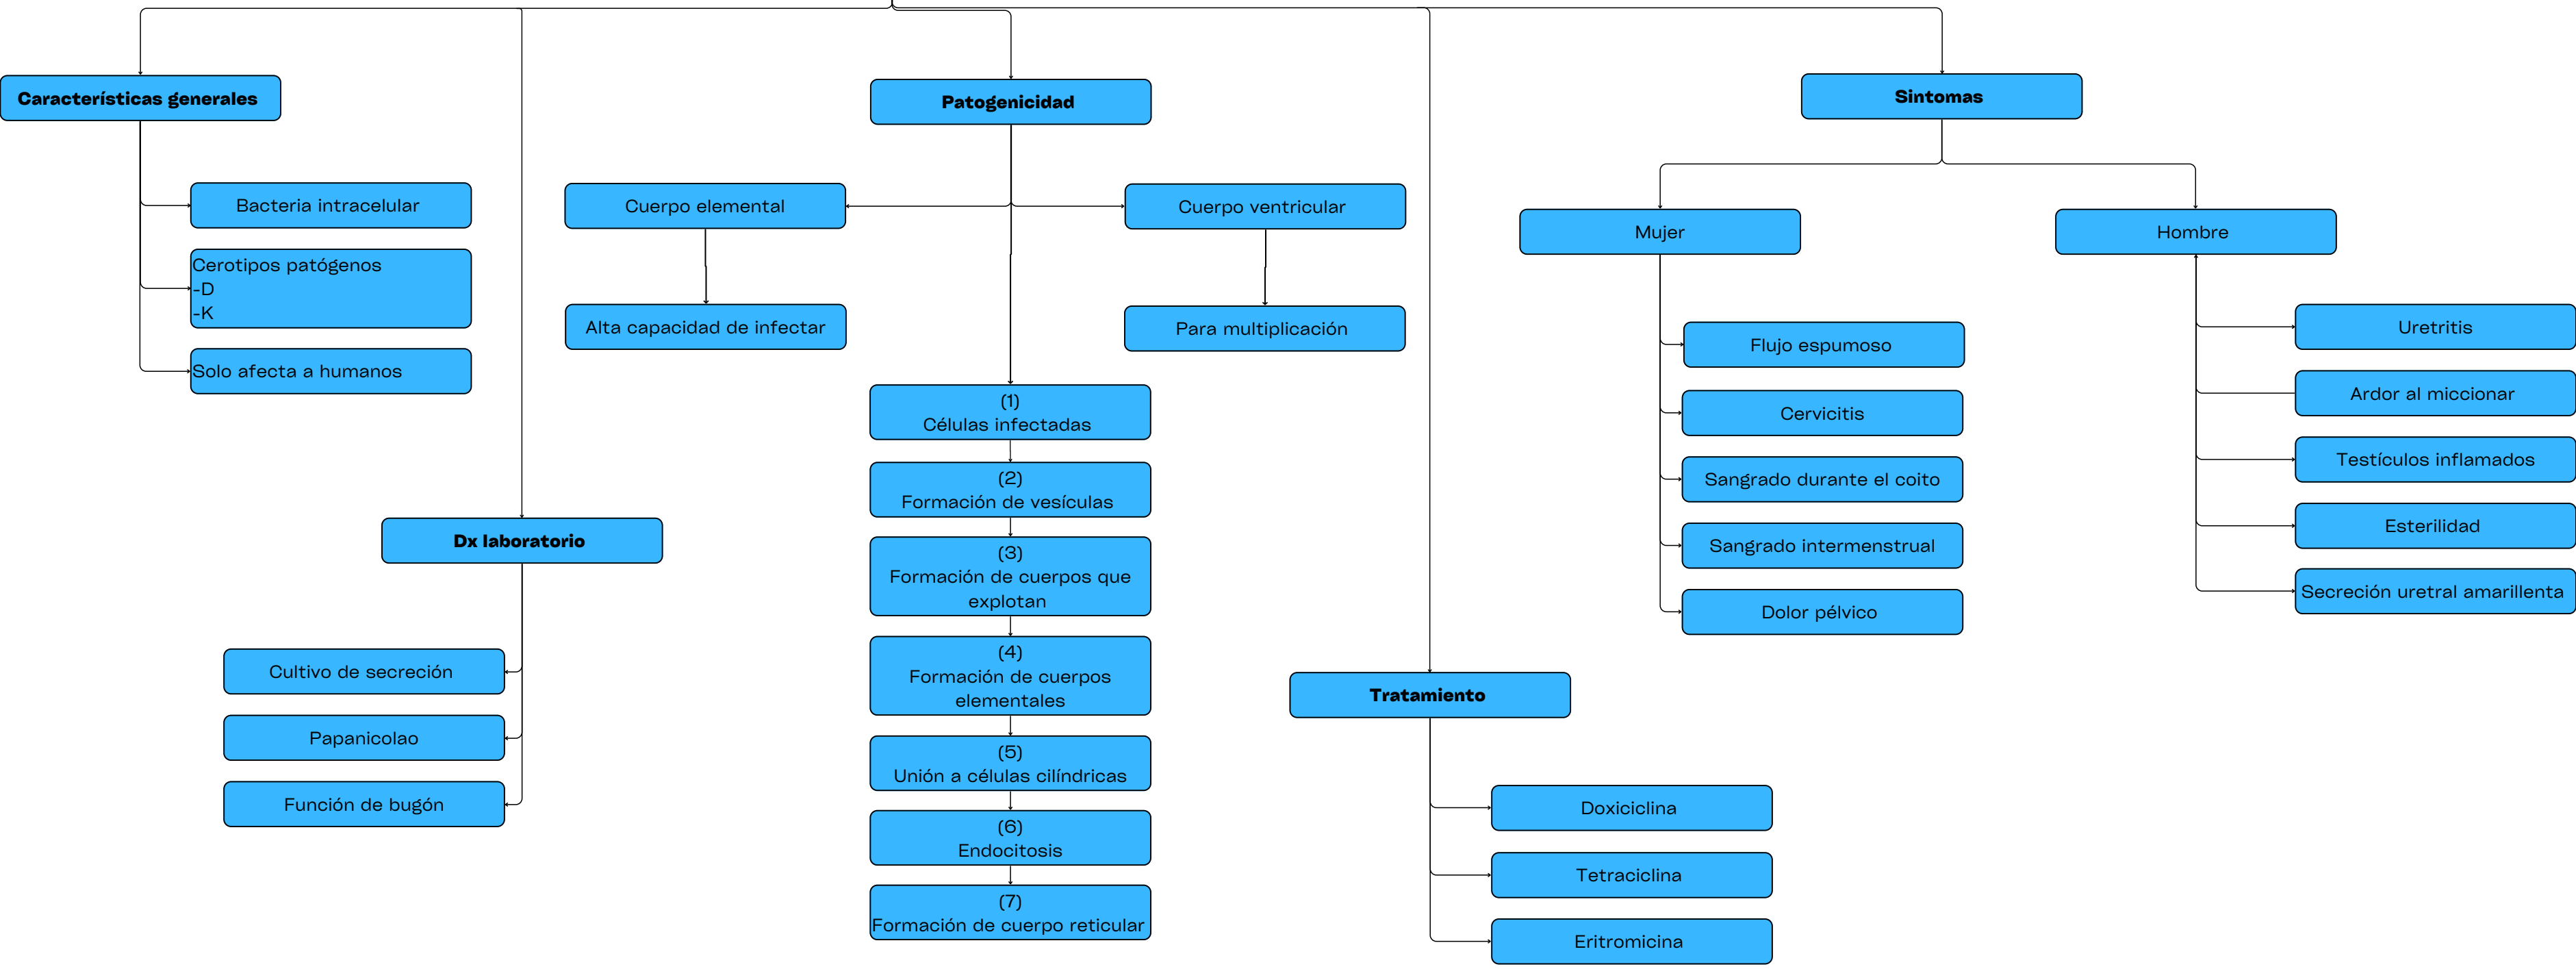 Características generales
Bacteria intracelular
Cerotipos patógenos
-D
-K
Solo afecta a humanos
Dx laboratorio
Cultivo de secreción
Papanicolao
Función de bugón
Patogenicidad
Cuerpo elemental
Alta capacidad de infectar
Cuerpo ventricular
Para multiplicación
(1)
Células infectadas
(2)
Formación de vesículas
(3)
Formación de cuerpos que
explotan
(4)
Formación de cuerpos
elementales
(5)
Unión a células cilíndricas
(6)
Endocitosis
(7)
Formación de cuerpo reticular
Tratamiento
Doxiciclina
Tetraciclina
Eritromicina
Sintomas
Mujer
Flujo espumoso
Cervicitis
Sangrado durante el coito
Sangrado intermenstrual
Dolor pélvico
Hombre
Uretritis
Ardor al miccionar
Testículos inflamados
Esterilidad
Secreción uretral amarillenta